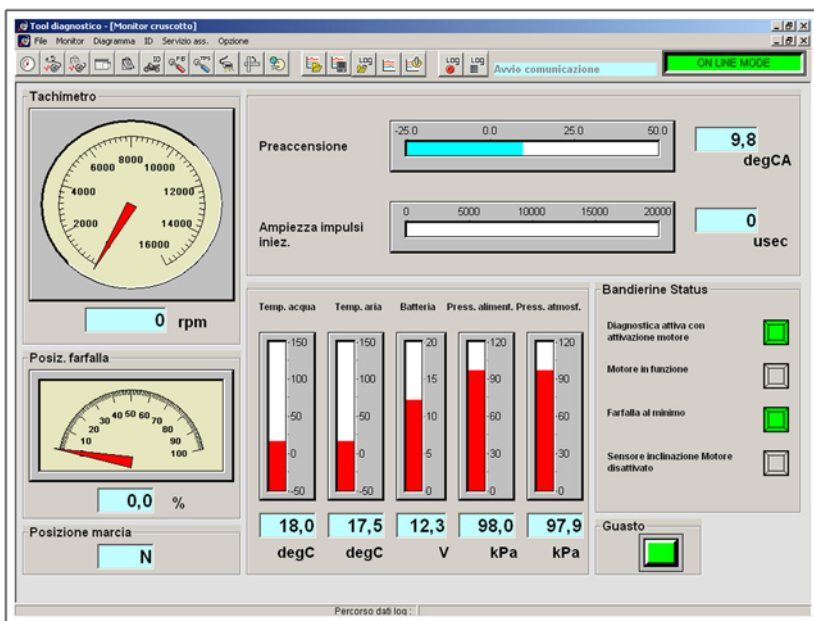 Tool diagnostico - [Monitor cruscotto]
File Monitor Diagramma ID Servizio ass. Opzione
LOG LOG LOG Avvio comunicazione ON LINE MODE
Tachimetro
2000 4000 6000 8000 10000 12000 14000 16000
0 rpm
Posiz. farfalla
10 20 30 40 50 60 70 80 90 100
0,0 %
Posizione marcia
N
Preaccensione
-25.0 0.0 25.0 50.0
9,8
degCA
Ampiezza impulsi
iniez.
0 5000 10000 15000 20000
0
usec
Temp. acqua Temp. aria Batteria Press. aliment. Press. atmosf.
150 150 20 120 120
100 100 15 90 90
50 50 10 60 60
0 0 5 30 30
-50 -50 0 0 0
18,0 17,5 12,3 98,0 97,9
degC degC V kPa kPa
Bandierine Status
Diagnostica attiva con
attivazione motore
Motore in funzione
Farfalla al minimo
Sensore inclinazione Motore
disattivato
Guasto
Percorso dati log :